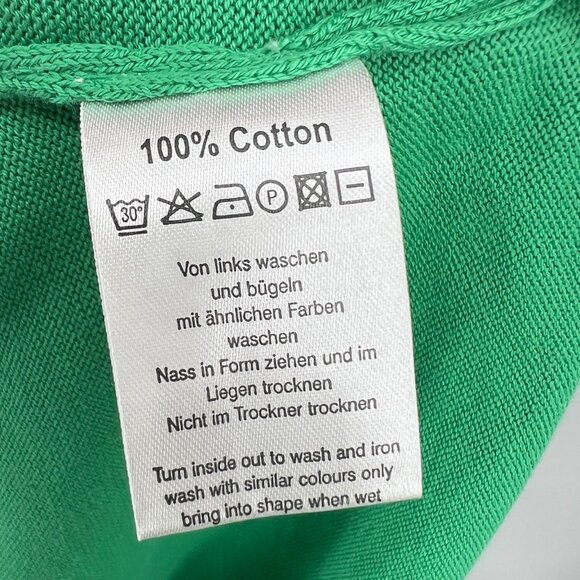 100% Cotton
30° P
Von links waschen
und bügeln
mit ähnlichen Farben
waschen
Nass in Form ziehen und im
Liegen trocknen
Nicht im Trockner trocknen
Turn inside out to wash and iron
wash with similar colours only
bring into shape when wet